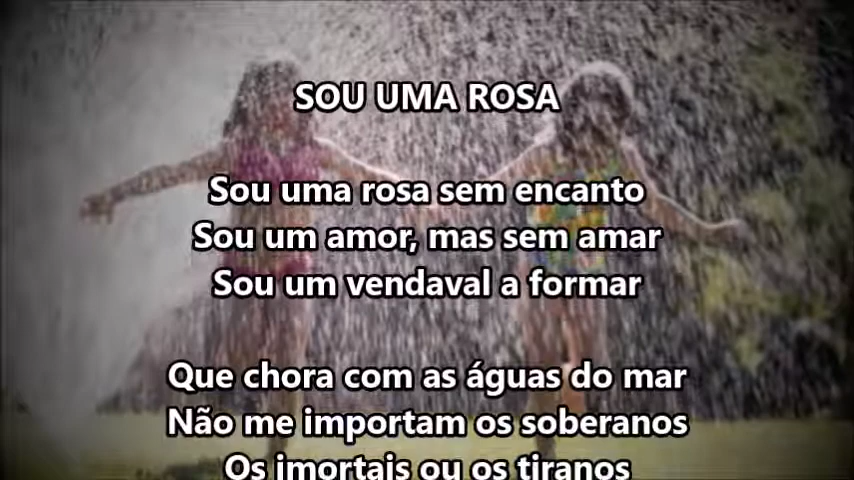 SOU UMA ROSA
Sou uma rosa sem encanto
Sou um amor, mas sem amar
Sou um vendaval a formar
Que chora com as águas do mar
Não me importam os soberanos
Os imortais ou os tiranos